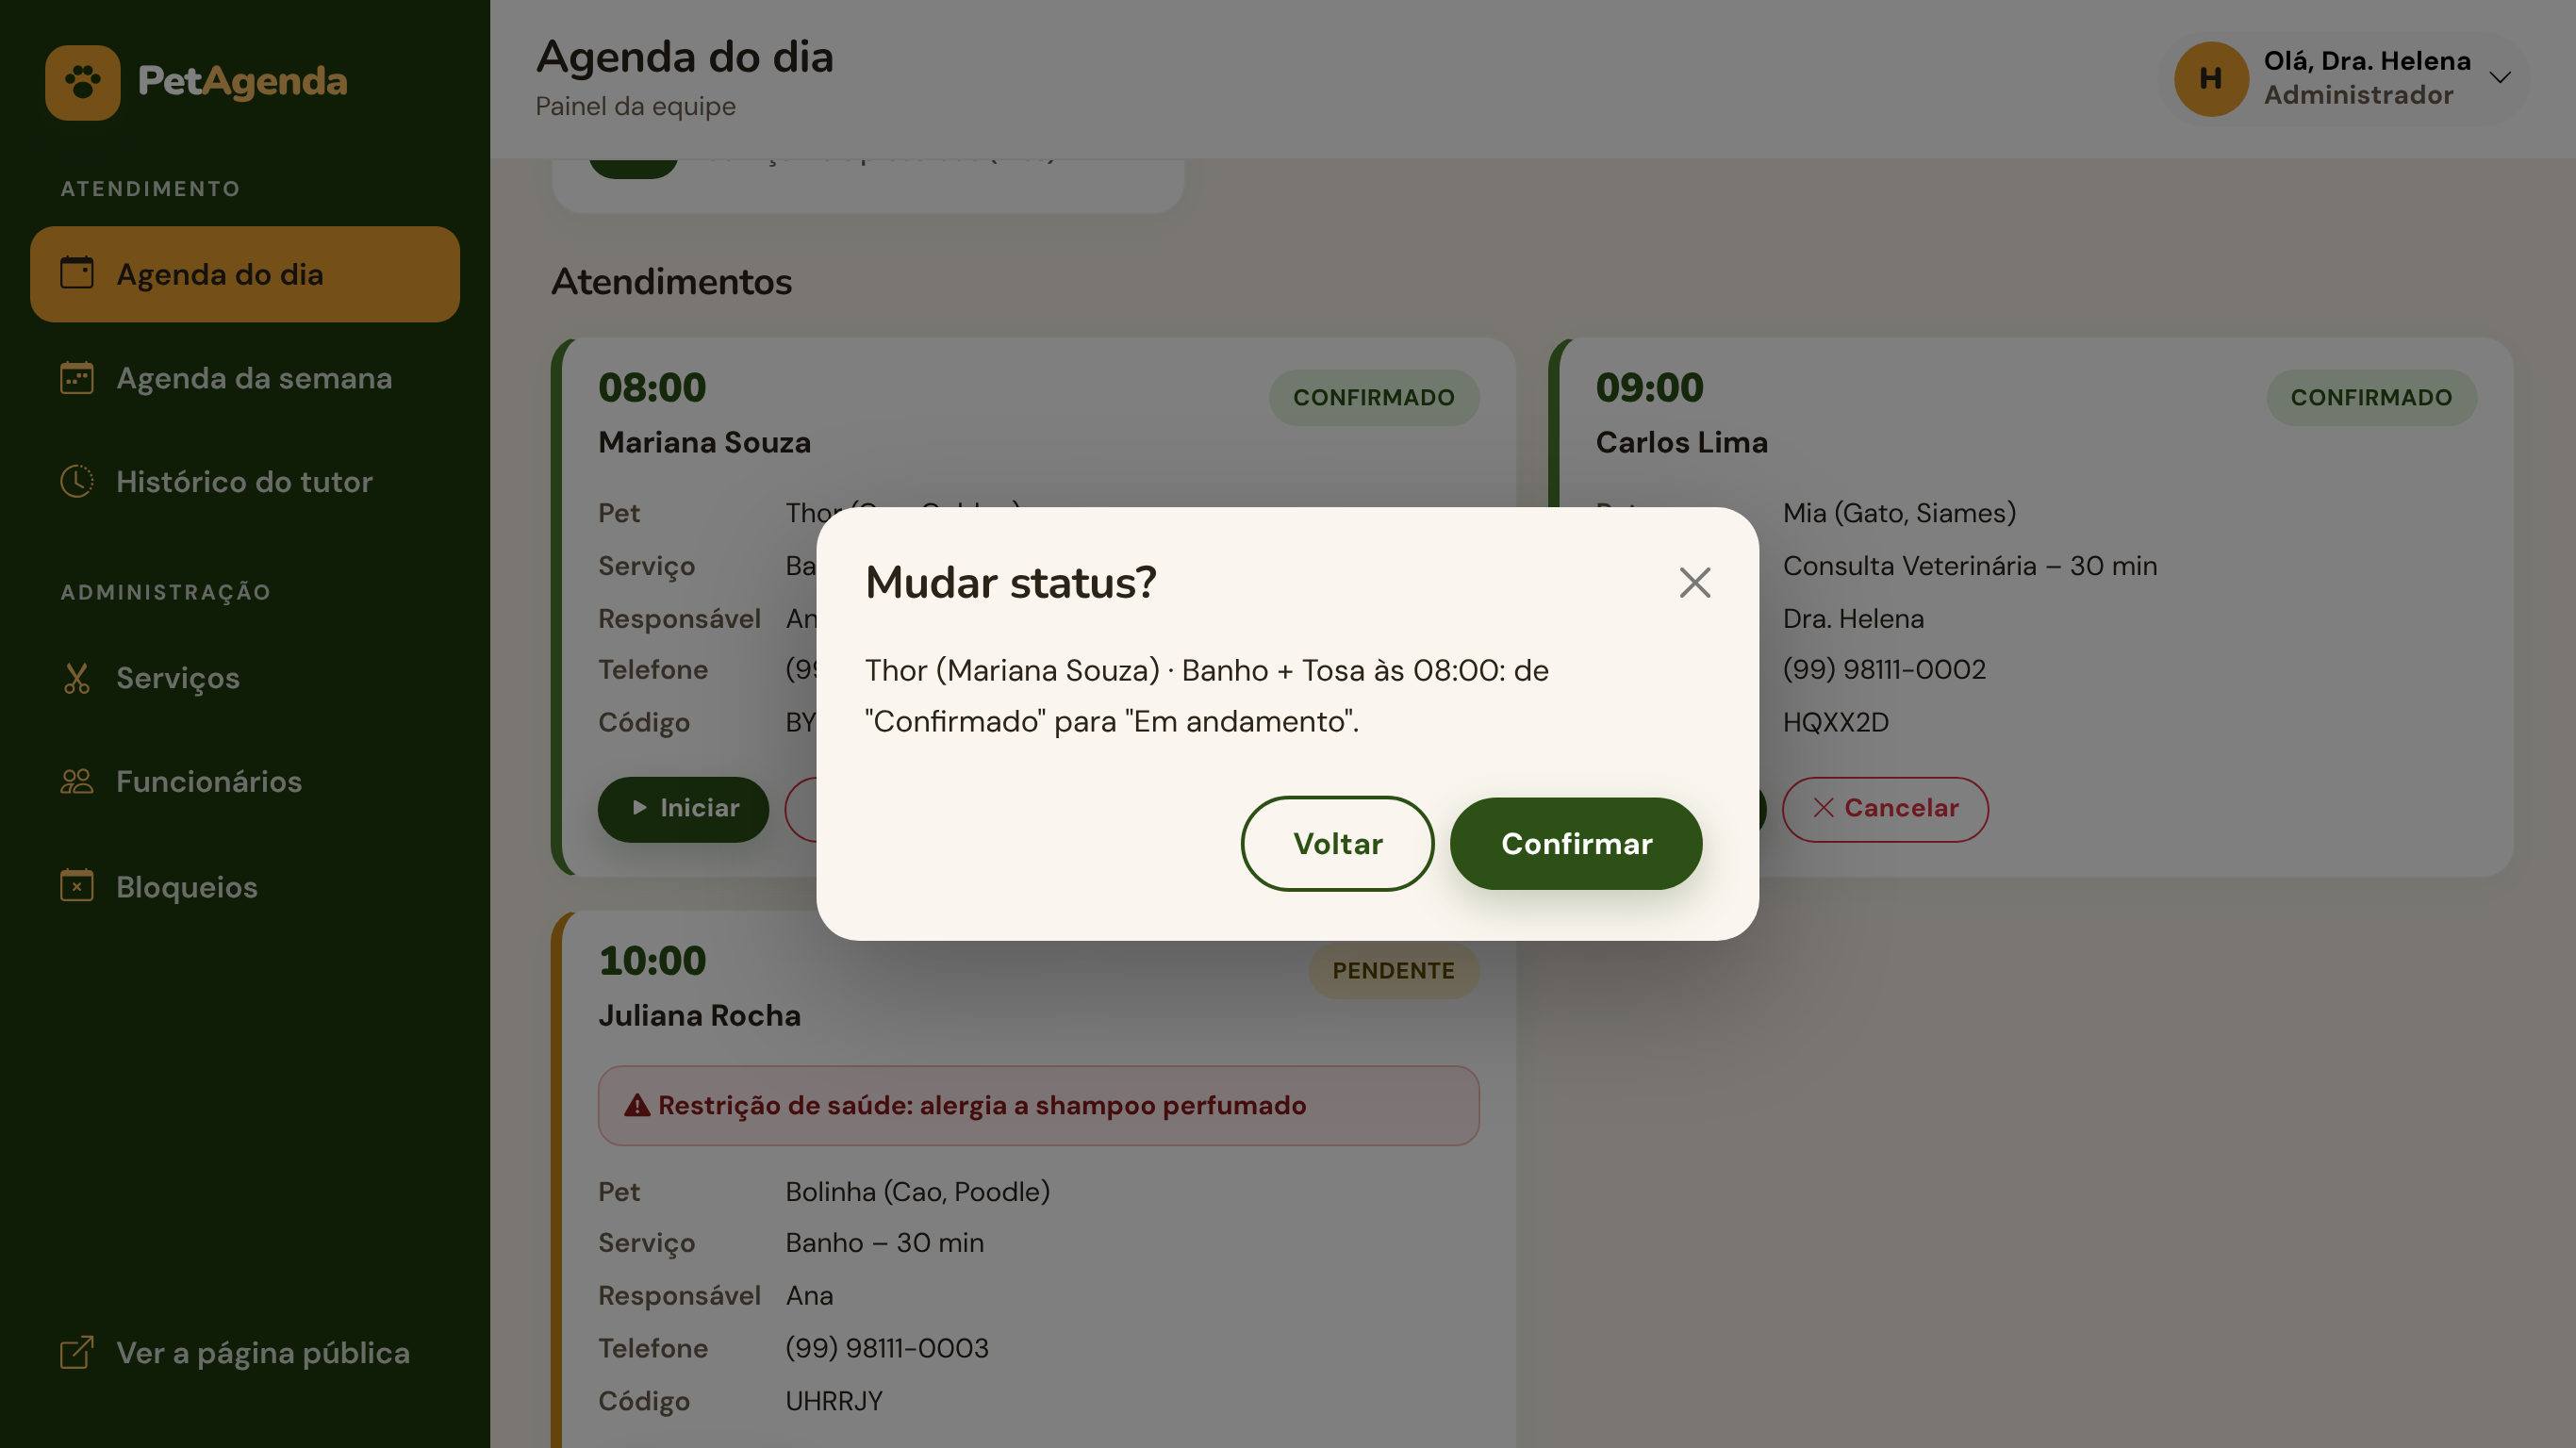 PetAgenda
ATENDIMENTO
Agenda do dia
Agenda da semana
Histórico do tutor
ADMINISTRAÇÃO
Serviços
Funcionários
Bloqueios
Ver a página pública
Agenda do dia
Painel da equipe
H
Olá, Dra. Helena
Administrador
Atendimentos
08:00
CONFIRMADO
Mariana Souza
Pet Thor
Serviço
Responsável
Telefone
Código
Iniciar
09:00
CONFIRMADO
Carlos Lima
Mia (Gato, Siames)
Consulta Veterinária – 30 min
Dra. Helena
(99) 98111-0002
HQXX2D
Cancelar
Mudar status?
Thor (Mariana Souza) · Banho + Tosa às 08:00: de
"Confirmado" para "Em andamento".
Voltar
Confirmar
10:00
PENDENTE
Juliana Rocha
Restrição de saúde: alergia a shampoo perfumado
Pet Bolinha (Cao, Poodle)
Serviço Banho – 30 min
Responsável Ana
Telefone (99) 98111-0003
Código UHRRJY